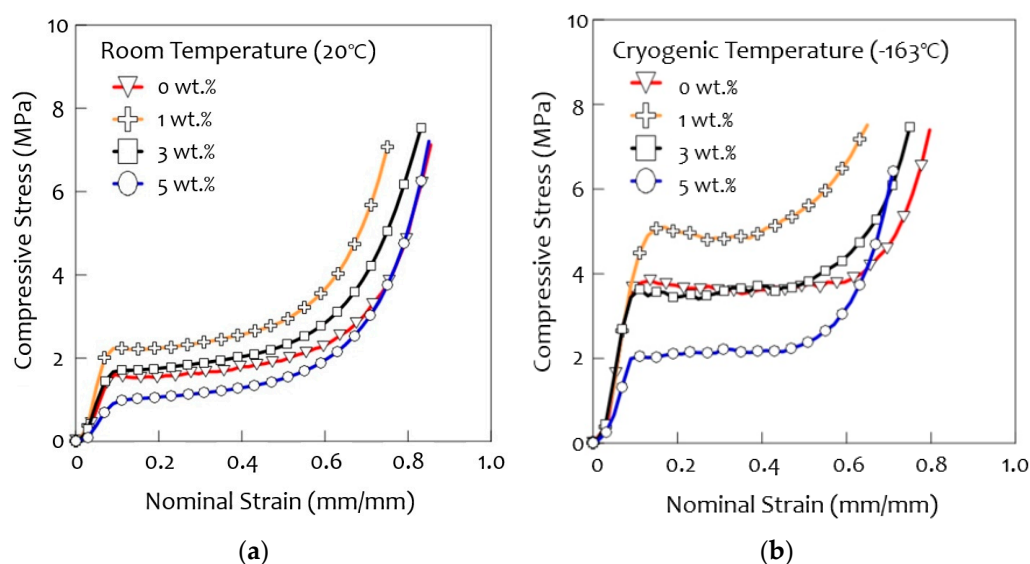 10
8
6
4
2
0
Compressive Stress (MPa)
Room Temperature (20℃)
0 wt.%
1 wt.%
3 wt.%
5 wt.%
0.0 0.2 0.4 0.6 0.8 1.0
Nominal Strain (mm/mm)
(a)
10
8
6
4
2
0
Compressive Stress (MPa)
Cryogenic Temperature (-163℃)
0 wt.%
1 wt.%
3 wt.%
5 wt.%
0.0 0.2 0.4 0.6 0.8 1.0
Nominal Strain (mm/mm)
(b)